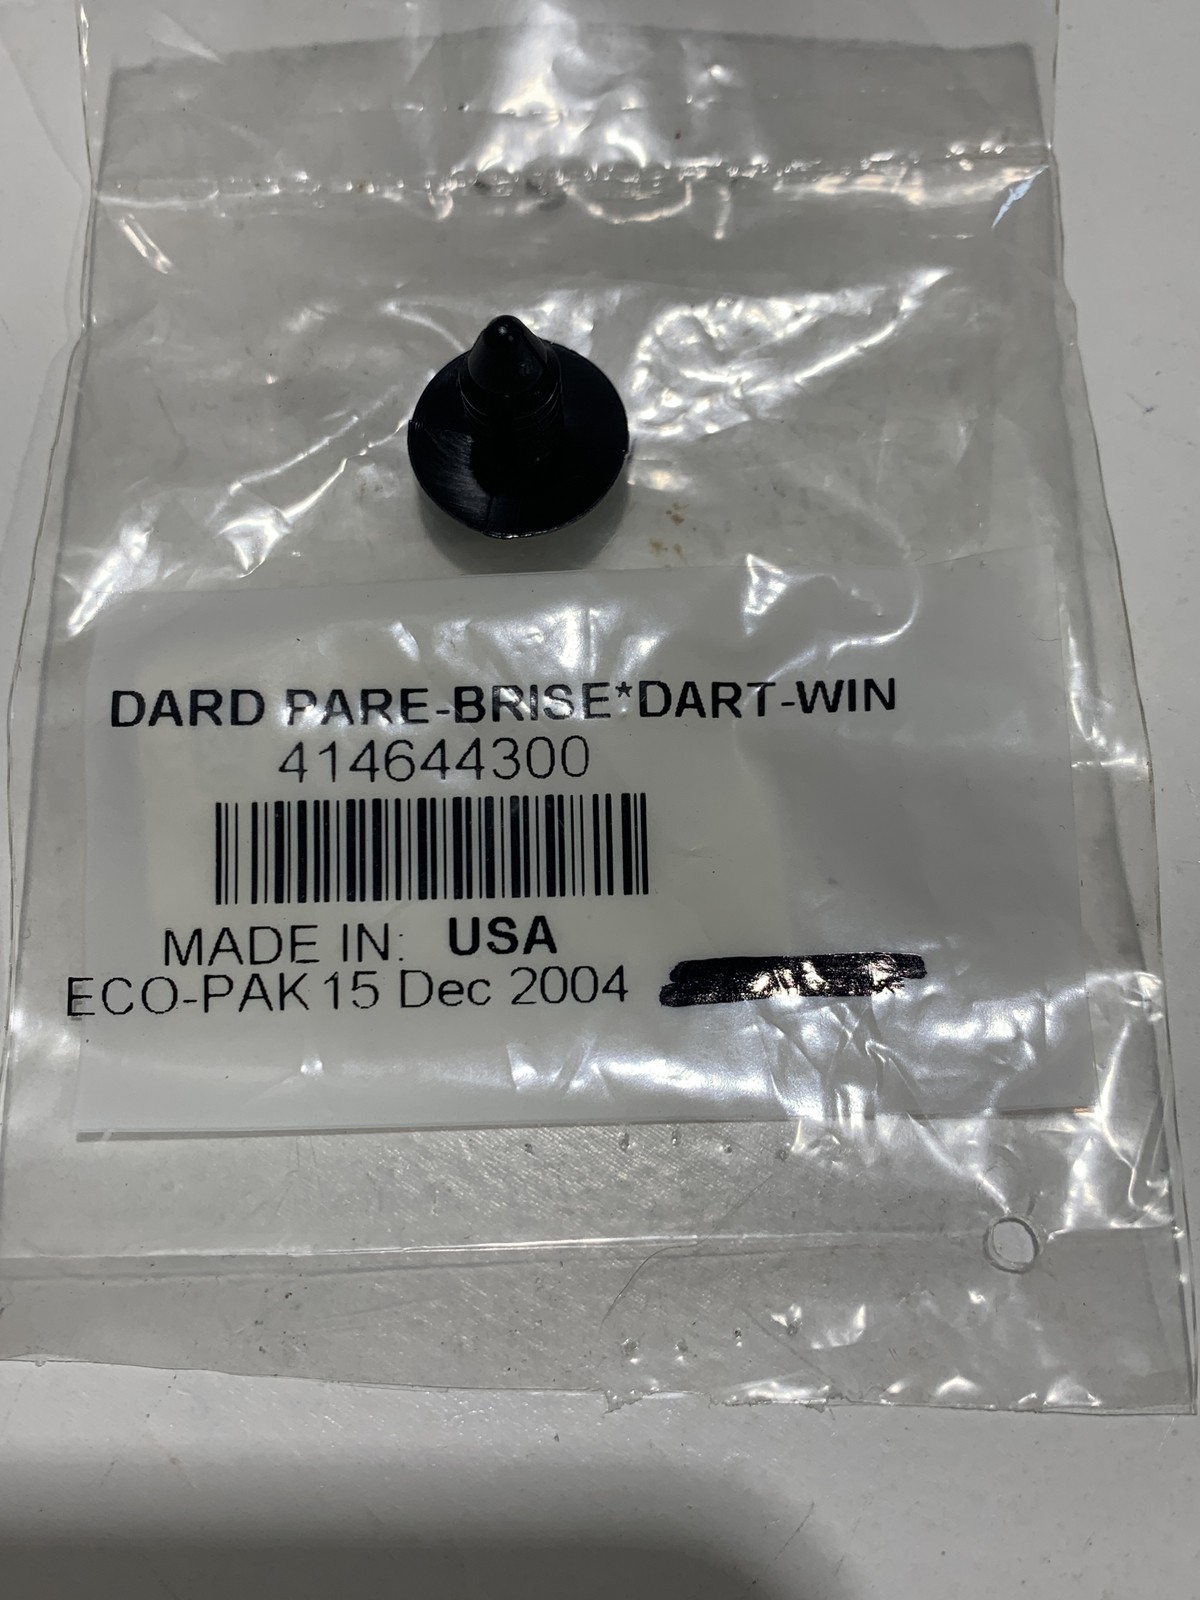 DARD PARE-BRISE*DART-WIN
414644300
MADE IN: USA
ECO-PAK 15 Dec 2004